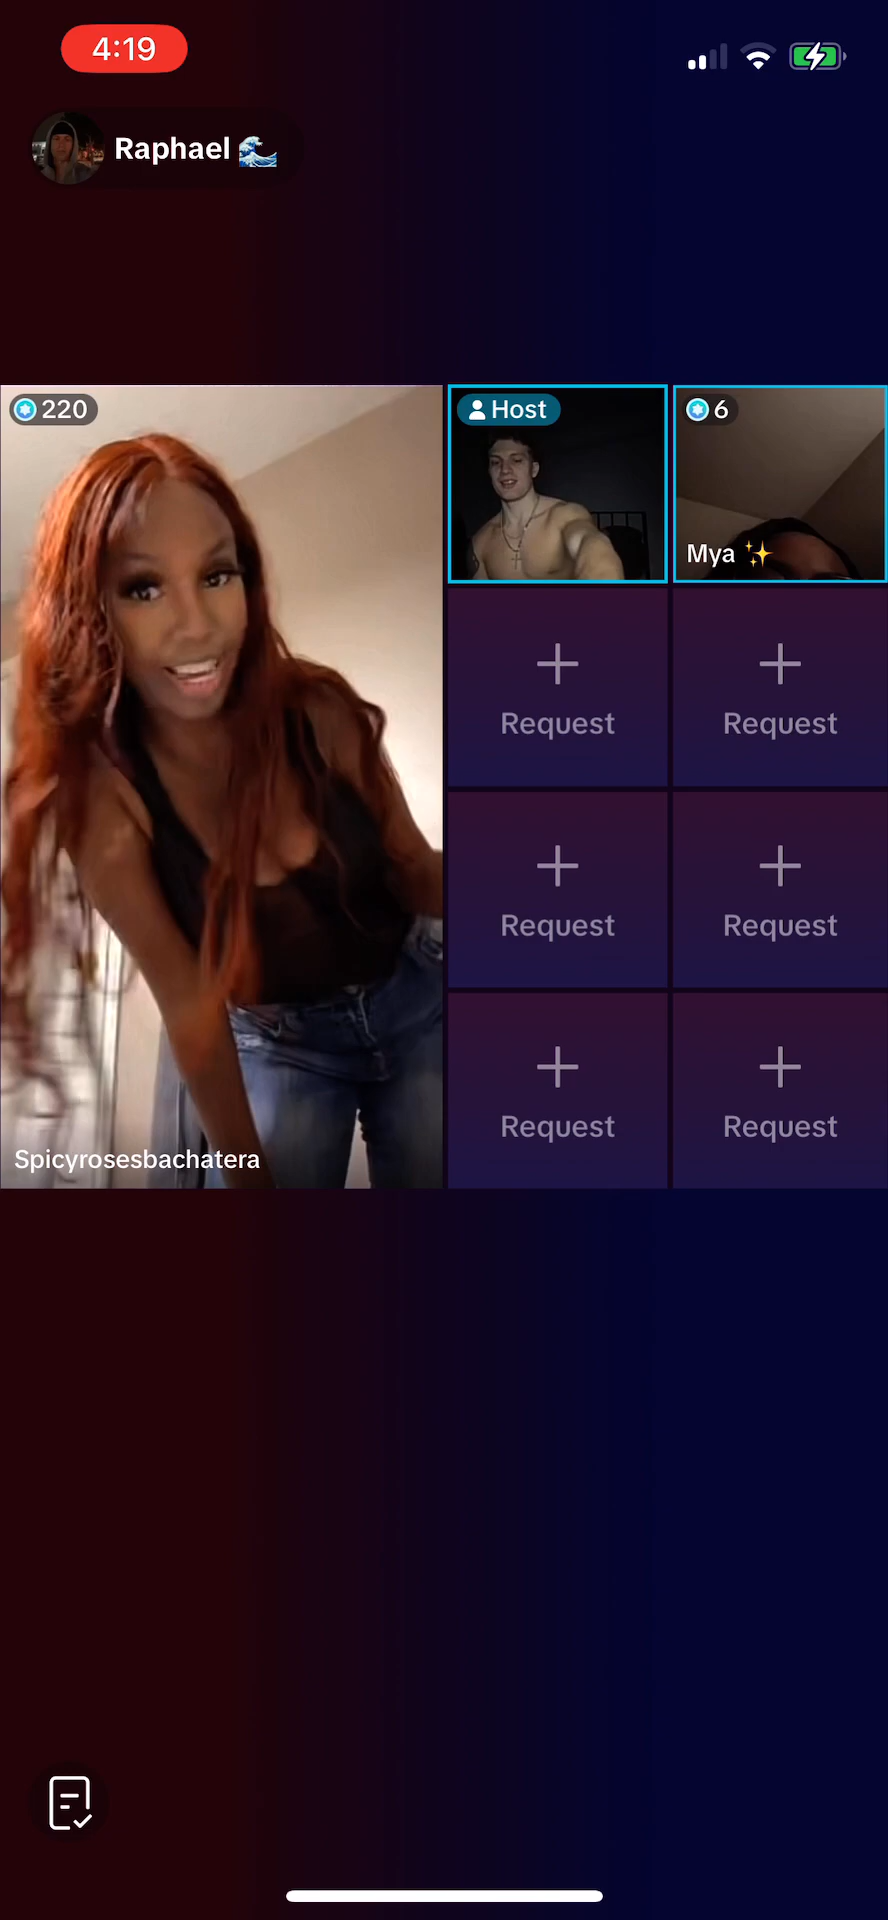 4:19
Raphael 🌊
220
Host
6
Mya ✨
Request
Request
Request
Request
Request
Request
Spicyrosesbachatera